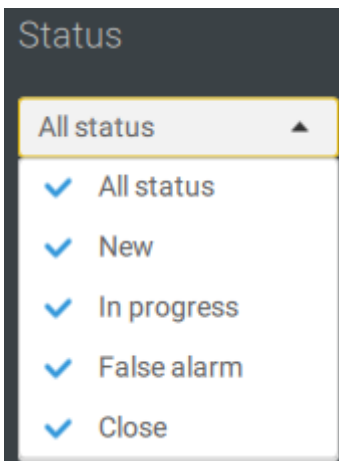 Status
All status
All status
New
In progress
False alarm
Close